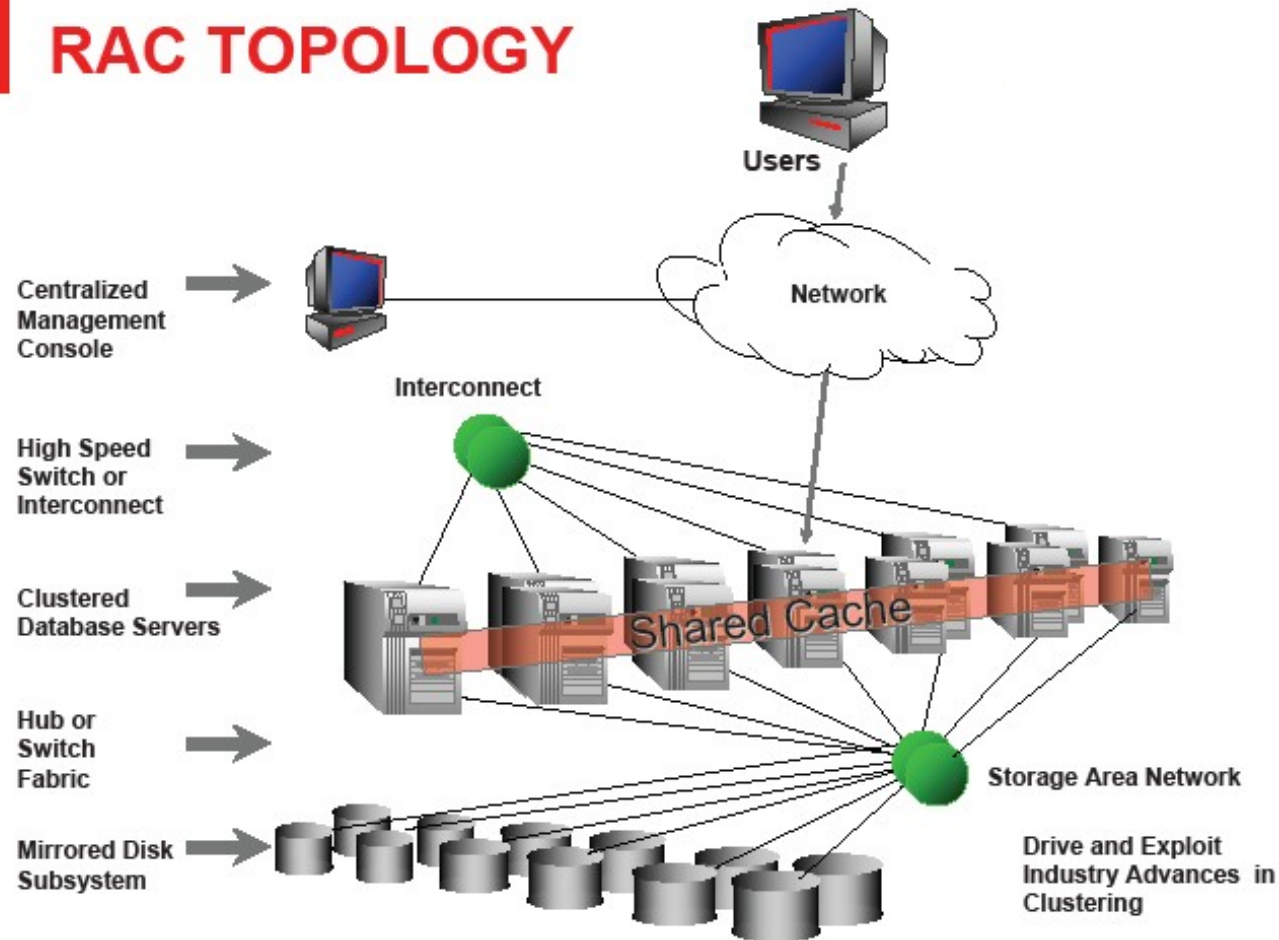 RAC TOPOLOGY
Users
Network
Centralized
Management
Console
Interconnect
High Speed
Switch or
Interconnect
Clustered
Database Servers
Shared Cache
Hub or
Switch
Fabric
Storage Area Network
Mirrored Disk
Subsystem
Drive and Exploit
Industry Advances in
Clustering